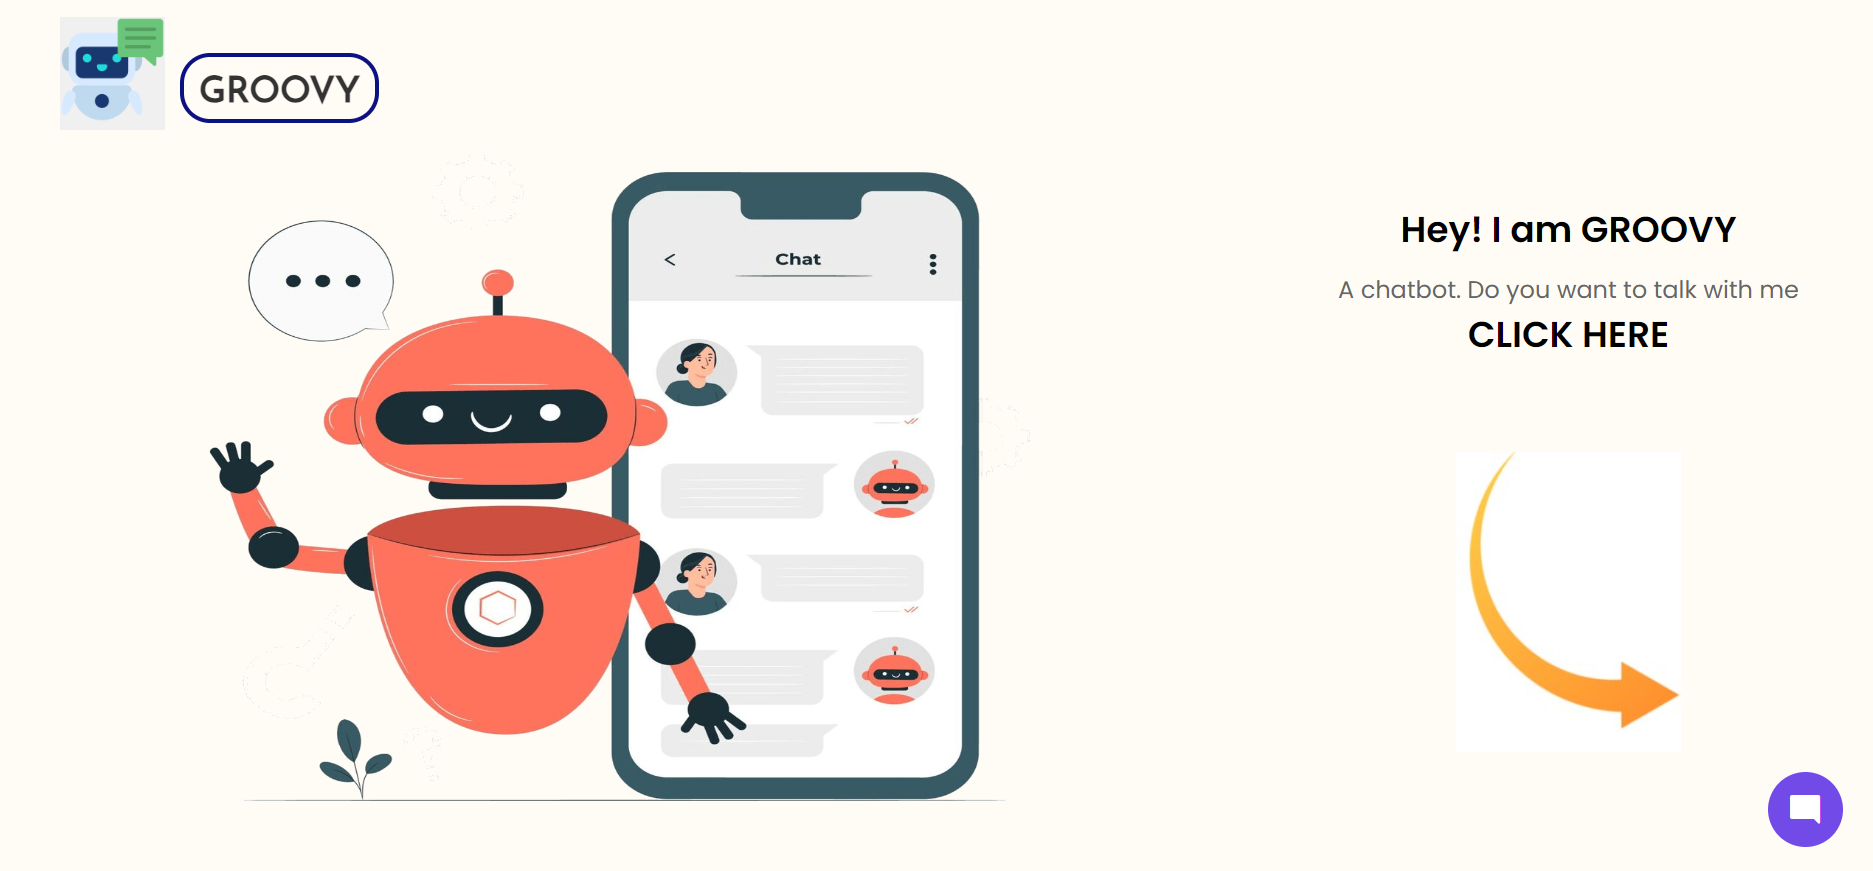 GROOVY
Chat
Hey! I am GROOVY
A chatbot. Do you want to talk with me
CLICK HERE